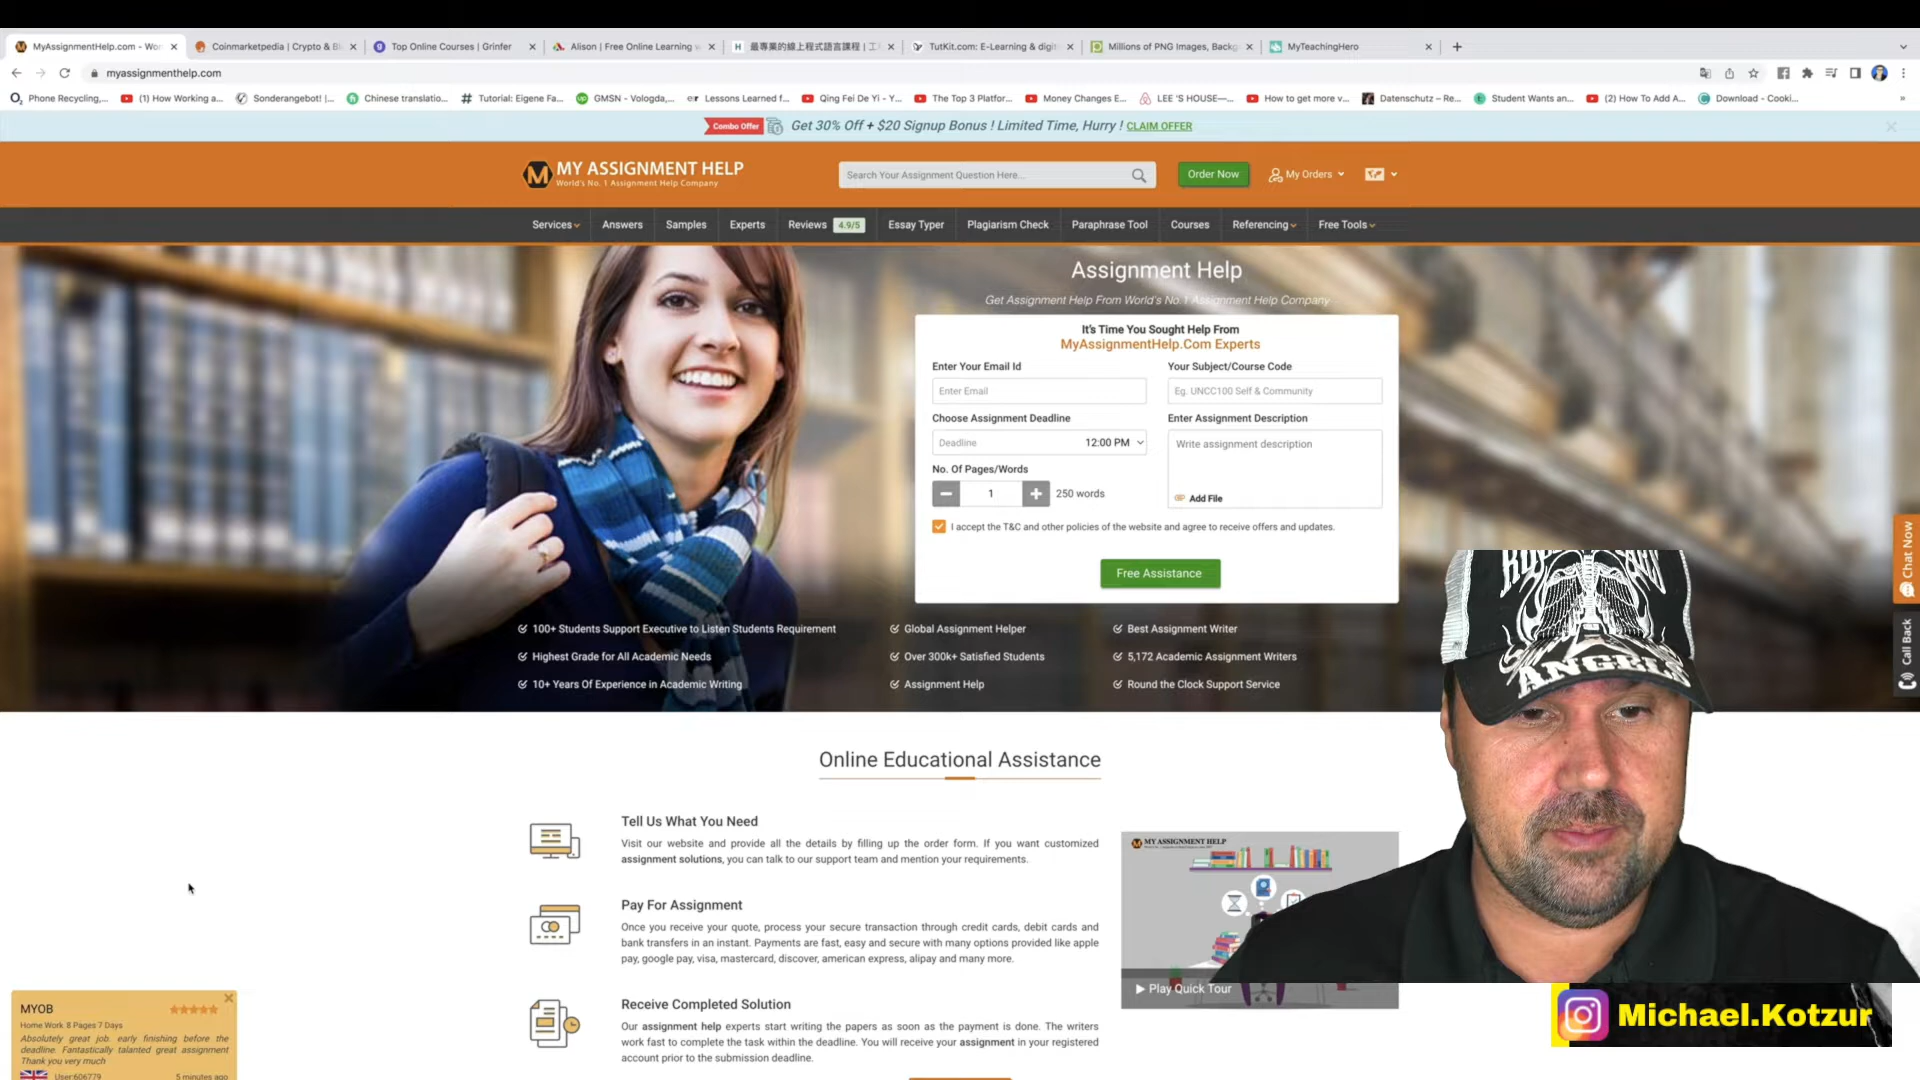 MyAssignmentHelp.com - Wor
Coinmarketpedia | Crypto & Bl
Top Online Courses | Grinfer
Alison | Free Online Learning w
最專業的線上程式語言課程 | 工
TutKit.com: E-Learning & digit
Millions of PNG Images, Backg
MyTeachingHero
myassignmenthelp.com
Phone Recycling,...
(1) How Working a...
Sonderangebot! |...
Chinese translatio...
Tutorial: Eigene Fa...
GMSN - Vologda,...
Lessons Learned f...
Qing Fei De Yi - Y...
The Top 3 Platfor...
Money Changes E...
LEE 'S HOUSE—...
How to get more v...
Datenschutz – Re...
Student Wants an...
(2) How To Add A...
Download - Cooki...
Combo Offer Get 30% Off + $20 Signup Bonus ! Limited Time, Hurry ! CLAIM OFFER
MY ASSIGNMENT HELP
World's No. 1 Assignment Help Company
Search Your Assignment Question Here...
Order Now
My Orders
Services Answers Samples Experts Reviews 4.9/5 Essay Typer Plagiarism Check Paraphrase Tool Courses Referencing Free Tools
Assignment Help
Get Assignment Help From World's No.1 Assignment Help Company
It's Time You Sought Help From
MyAssignmentHelp.Com Experts
Enter Your Email Id
Your Subject/Course Code
Enter Email
Eg. UNCC100 Self & Community
Choose Assignment Deadline
Enter Assignment Description
Deadline
12:00 PM
Write assignment description
No. Of Pages/Words
1
250 words
Add File
I accept the T&C and other policies of the website and agree to receive offers and updates.
Free Assistance
Chat Now
Call Back
100+ Students Support Executive to Listen Students Requirement
Global Assignment Helper
Best Assignment Writer
Highest Grade for All Academic Needs
Over 300k+ Satisfied Students
5,172 Academic Assignment Writers
10+ Years Of Experience in Academic Writing
Assignment Help
Round the Clock Support Service
ANGELS
Online Educational Assistance
Tell Us What You Need
Visit our website and provide all the details by filling up the order form. If you want customized
assignment solutions, you can talk to our support team and mention your requirements.
Pay For Assignment
Once you receive your quote, process your secure transaction through credit cards, debit cards and
bank transfers in an instant. Payments are fast, easy and secure with many options provided like apple
pay, google pay, visa, mastercard, discover, american express, alipay and many more.
Receive Completed Solution
Our assignment help experts start writing the papers as soon as the payment is done. The writers
work fast to complete the task within the deadline. You will receive your assignment in your registered
account prior to the submission deadline.
MY ASSIGNMENT HELP
Play Quick Tour
MYOB
Home Work 8 Pages 7 Days
Absolutely great job. early finishing before the
deadline. Fantastically talanted great assignment
Thank you very much
User:606779
5 minutes ago
Michael.Kotzur